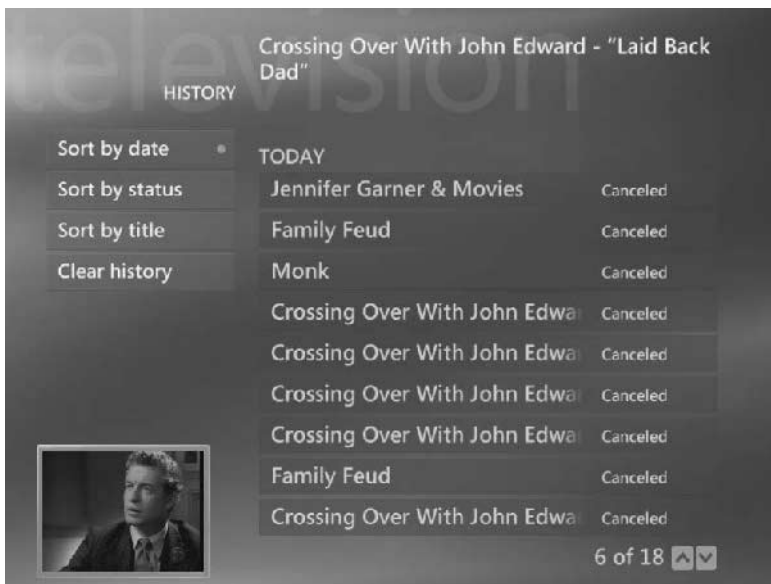 television
Crossing Over With John Edward - "Laid Back
Dad"
HISTORY
Sort by date
Sort by status
Sort by title
Clear history
TODAY
Jennifer Garner & Movies Canceled
Family Feud Canceled
Monk Canceled
Crossing Over With John Edwa Canceled
Crossing Over With John Edwa Canceled
Crossing Over With John Edwa Canceled
Crossing Over With John Edwa Canceled
Family Feud Canceled
Crossing Over With John Edwa Canceled
6 of 18